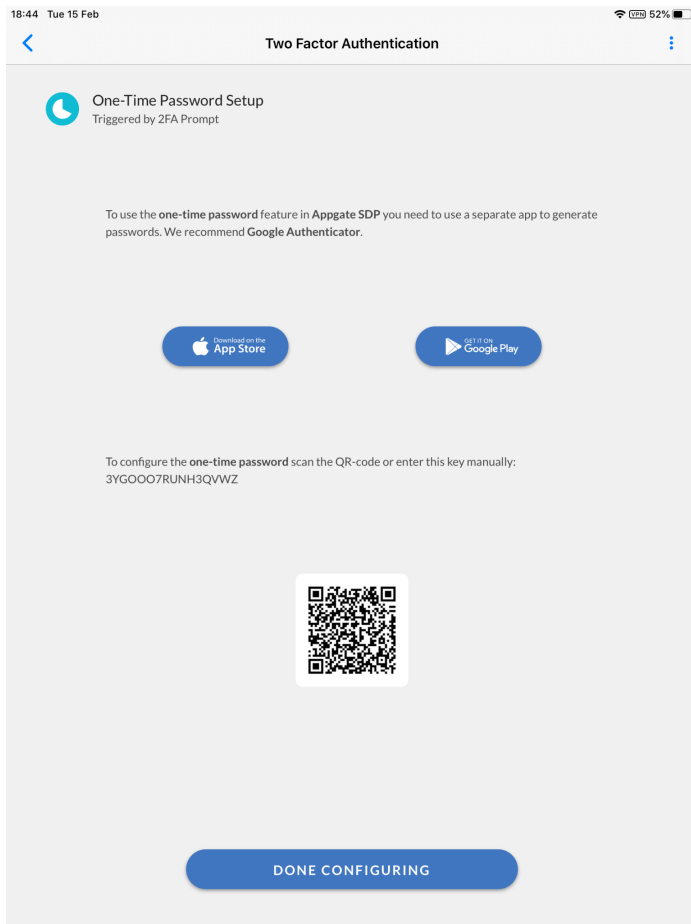 18:44 Tue 15 Feb
VPN 52%
Two Factor Authentication
One-Time Password Setup
Triggered by 2FA Prompt
To use the one-time password feature in Appgate SDP you need to use a separate app to generate
passwords. We recommend Google Authenticator.
Download on the
App Store
GET IT ON
Google Play
To configure the one-time password scan the QR-code or enter this key manually:
3YGOOO7RUNH3QVWZ
DONE CONFIGURING